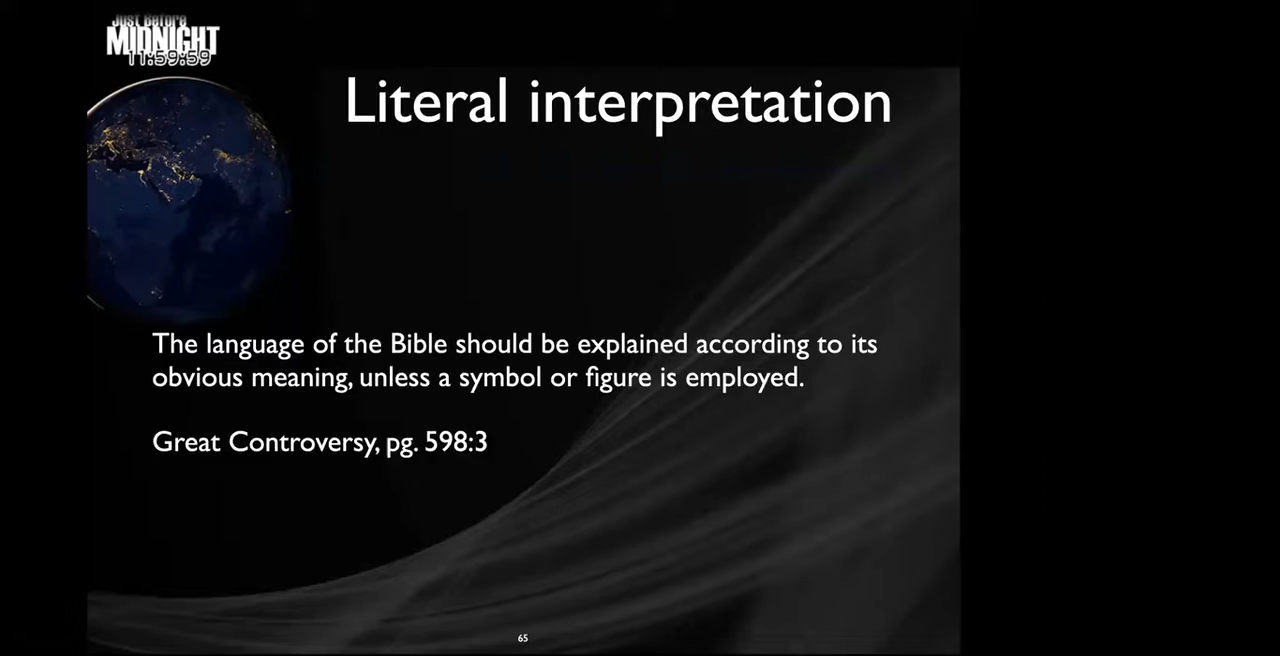 Just Before
MIDNIGHT
11:59:59
Literal interpretation
The language of the Bible should be explained according to its
obvious meaning, unless a symbol or figure is employed.
Great Controversy, pg. 598:3
65